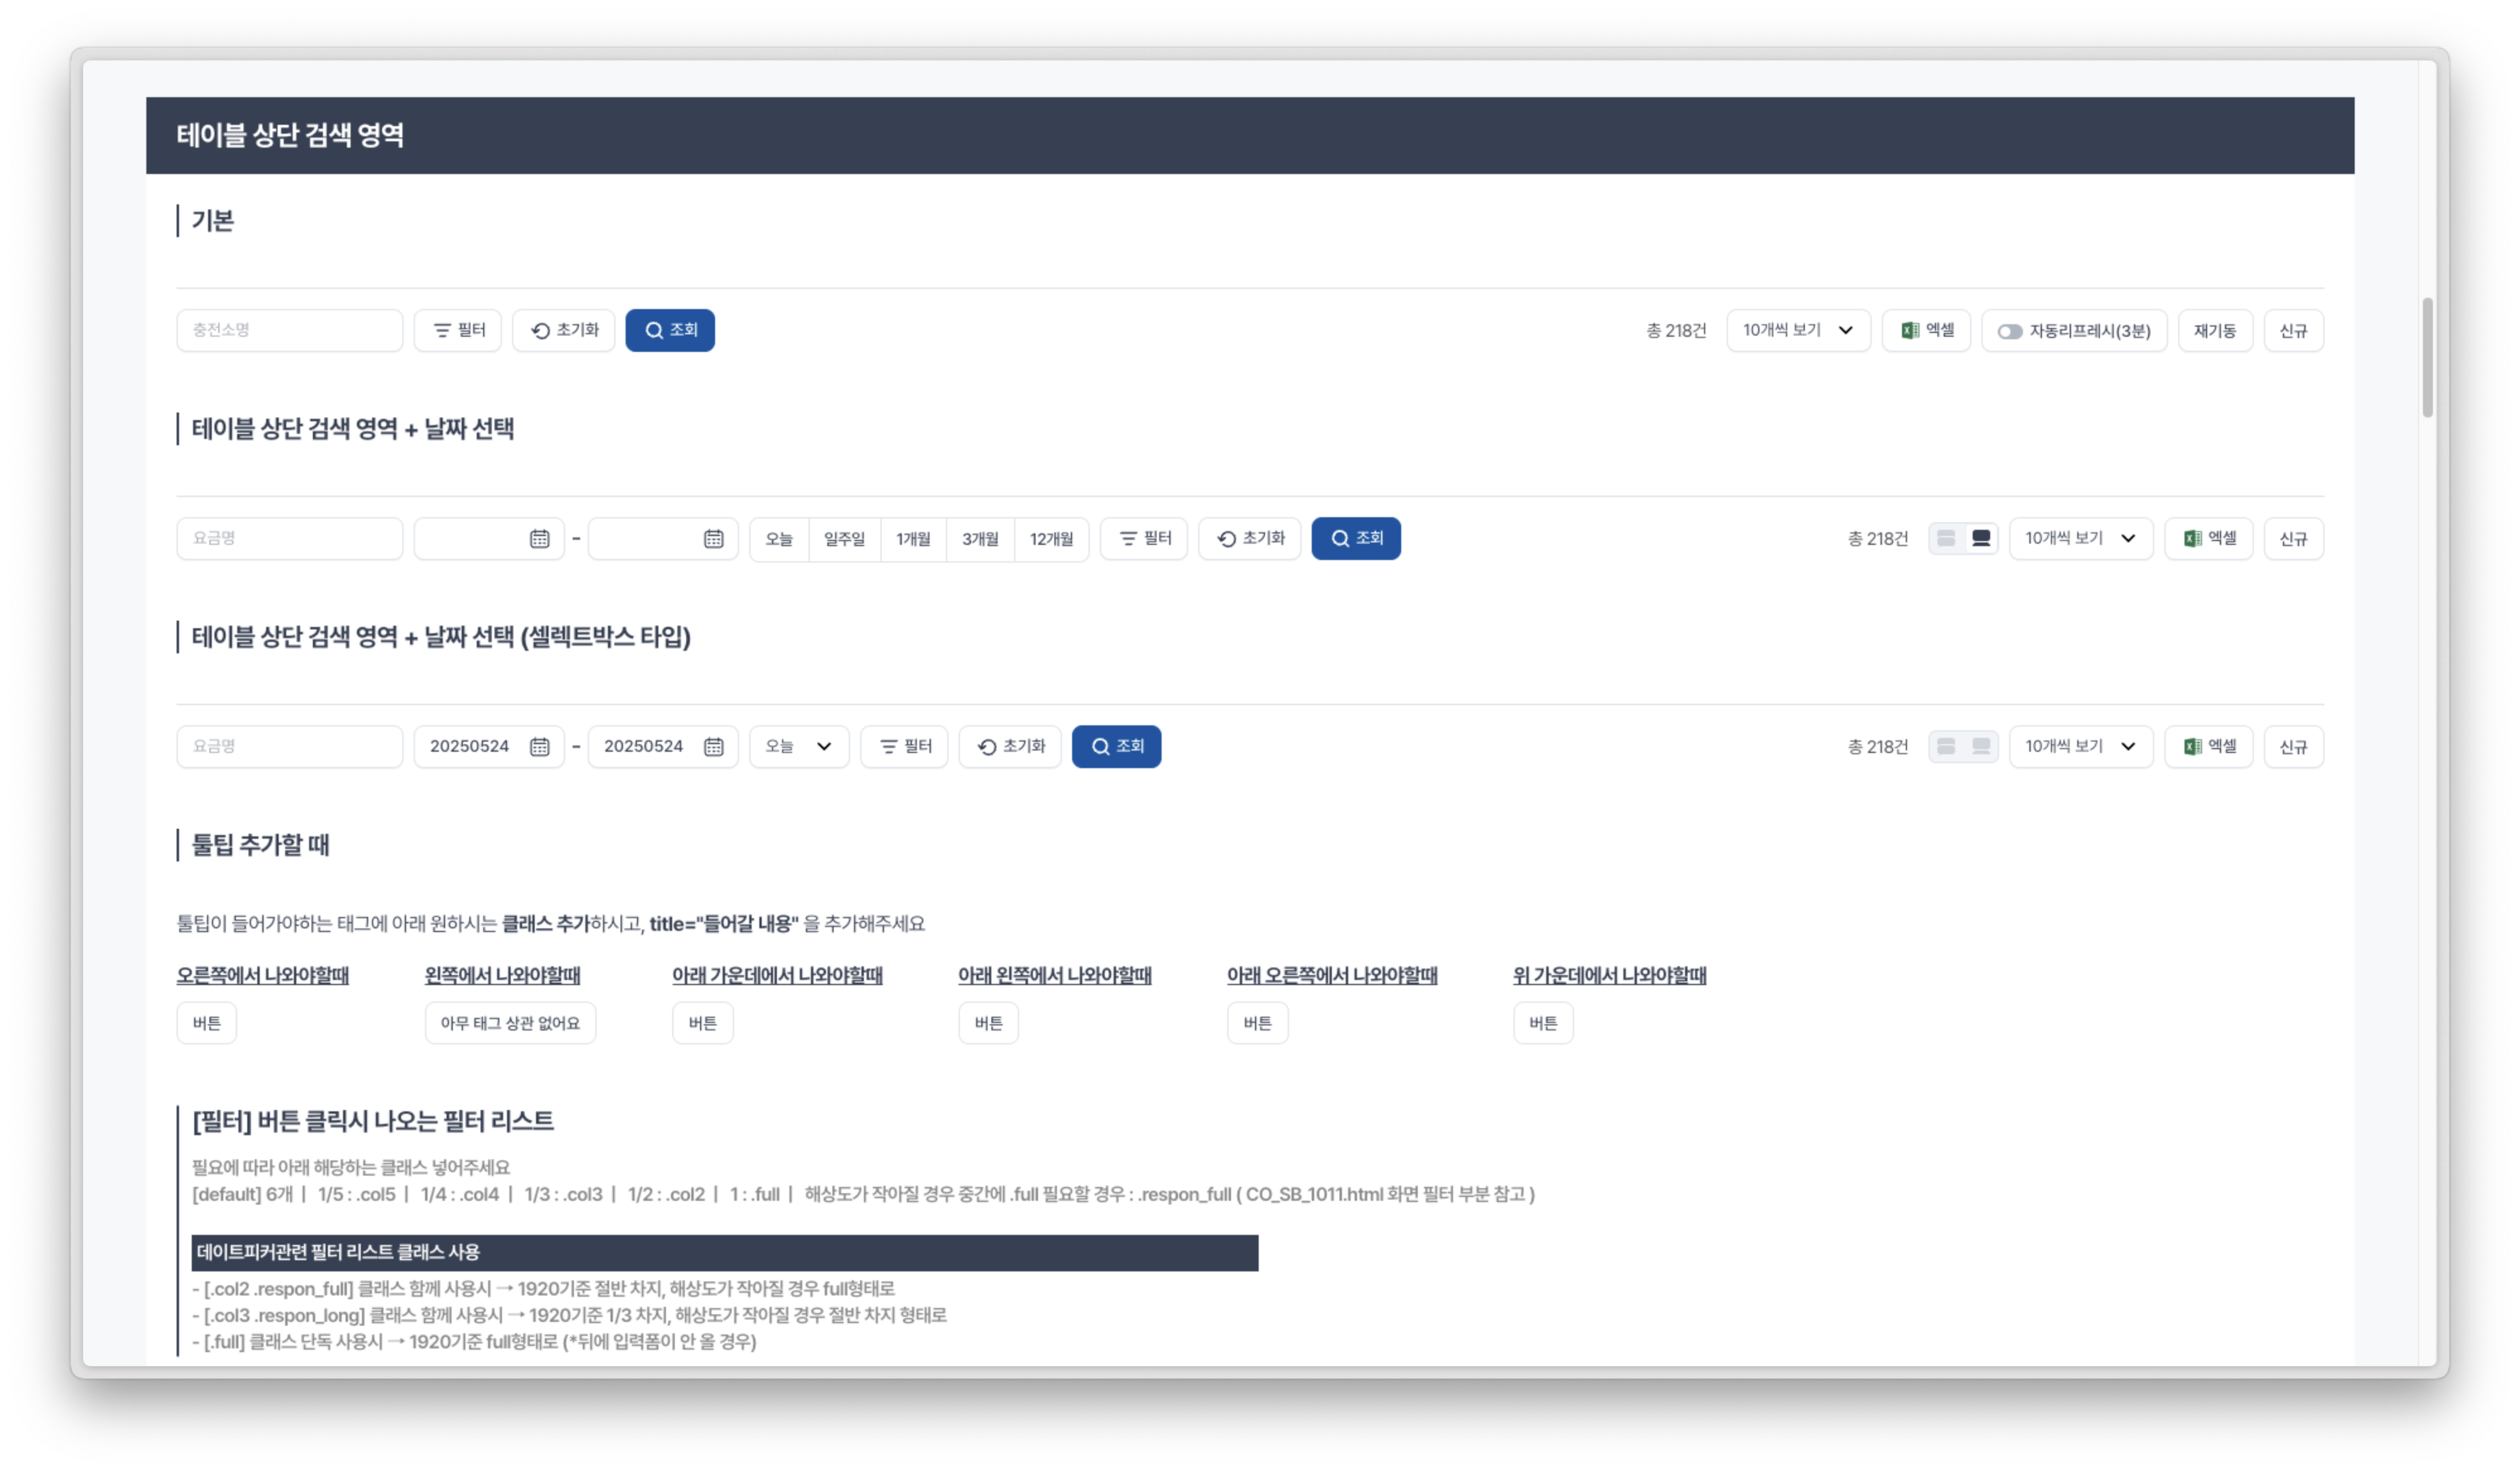 테이블 상단 검색 영역
기본
충전소명 필터 초기화 조회 총 218건 10개씩 보기 엑셀 자동리프레시(3분) 재기동 신규
테이블 상단 검색 영역 + 날짜 선택
요금명 - 오늘 일주일 1개월 3개월 12개월 필터 초기화 조회 총 218건 10개씩 보기 엑셀 신규
테이블 상단 검색 영역 + 날짜 선택 (셀렉트박스 타입)
요금명 20250524 - 20250524 오늘 필터 초기화 조회 총 218건 10개씩 보기 엑셀 신규
툴팁 추가할 때
툴팁이 들어가야하는 태그에 아래 원하시는 클래스 추가하시고, title="들어갈 내용" 을 추가해주세요
오른쪽에서 나와야할때 왼쪽에서 나와야할때 아래 가운데에서 나와야할때 아래 왼쪽에서 나와야할때 아래 오른쪽에서 나와야할때 위 가운데에서 나와야할때
버튼 아무 태그 상관 없어요 버튼 버튼 버튼 버튼
[필터] 버튼 클릭시 나오는 필터 리스트
필요에 따라 아래 해당하는 클래스 넣어주세요
[default] 6개 | 1/5 : .col5 | 1/4 : .col4 | 1/3 : .col3 | 1/2 : .col2 | 1 : .full | 해상도가 작아질 경우 중간에 .full 필요할 경우 : .respon_full ( CO_SB_1011.html 화면 필터 부분 참고 )
데이트피커관련 필터 리스트 클래스 사용
- [.col2 .respon_full] 클래스 함께 사용시 → 1920기준 절반 차지, 해상도가 작아질 경우 full형태로
- [.col3 .respon_long] 클래스 함께 사용시 → 1920기준 1/3 차지, 해상도가 작아질 경우 절반 차지 형태로
- [.full] 클래스 단독 사용시 → 1920기준 full형태로 (*뒤에 입력폼이 안 올 경우)